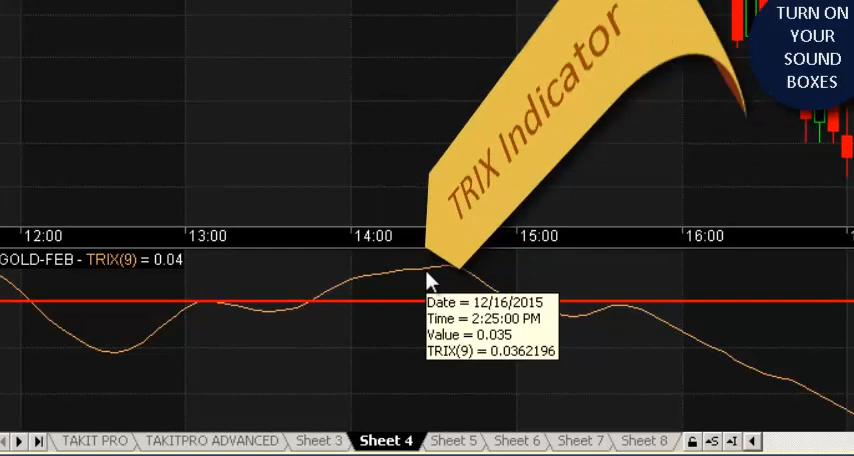 TURN ON
YOUR
SOUND
BOXES
TRIX Indicator
12:00
13:00
14:00
15:00
16:00
GOLD-FEB - TRIX(9) = 0.04
Date = 12/16/2015
Time = 2:25:00 PM
Value = 0.035
TRIX(9) = 0.0362196
TAKIT PRO
TAKITPRO ADVANCED
Sheet 3
Sheet 4
Sheet 5
Sheet 6
Sheet 7
Sheet 8
S
I